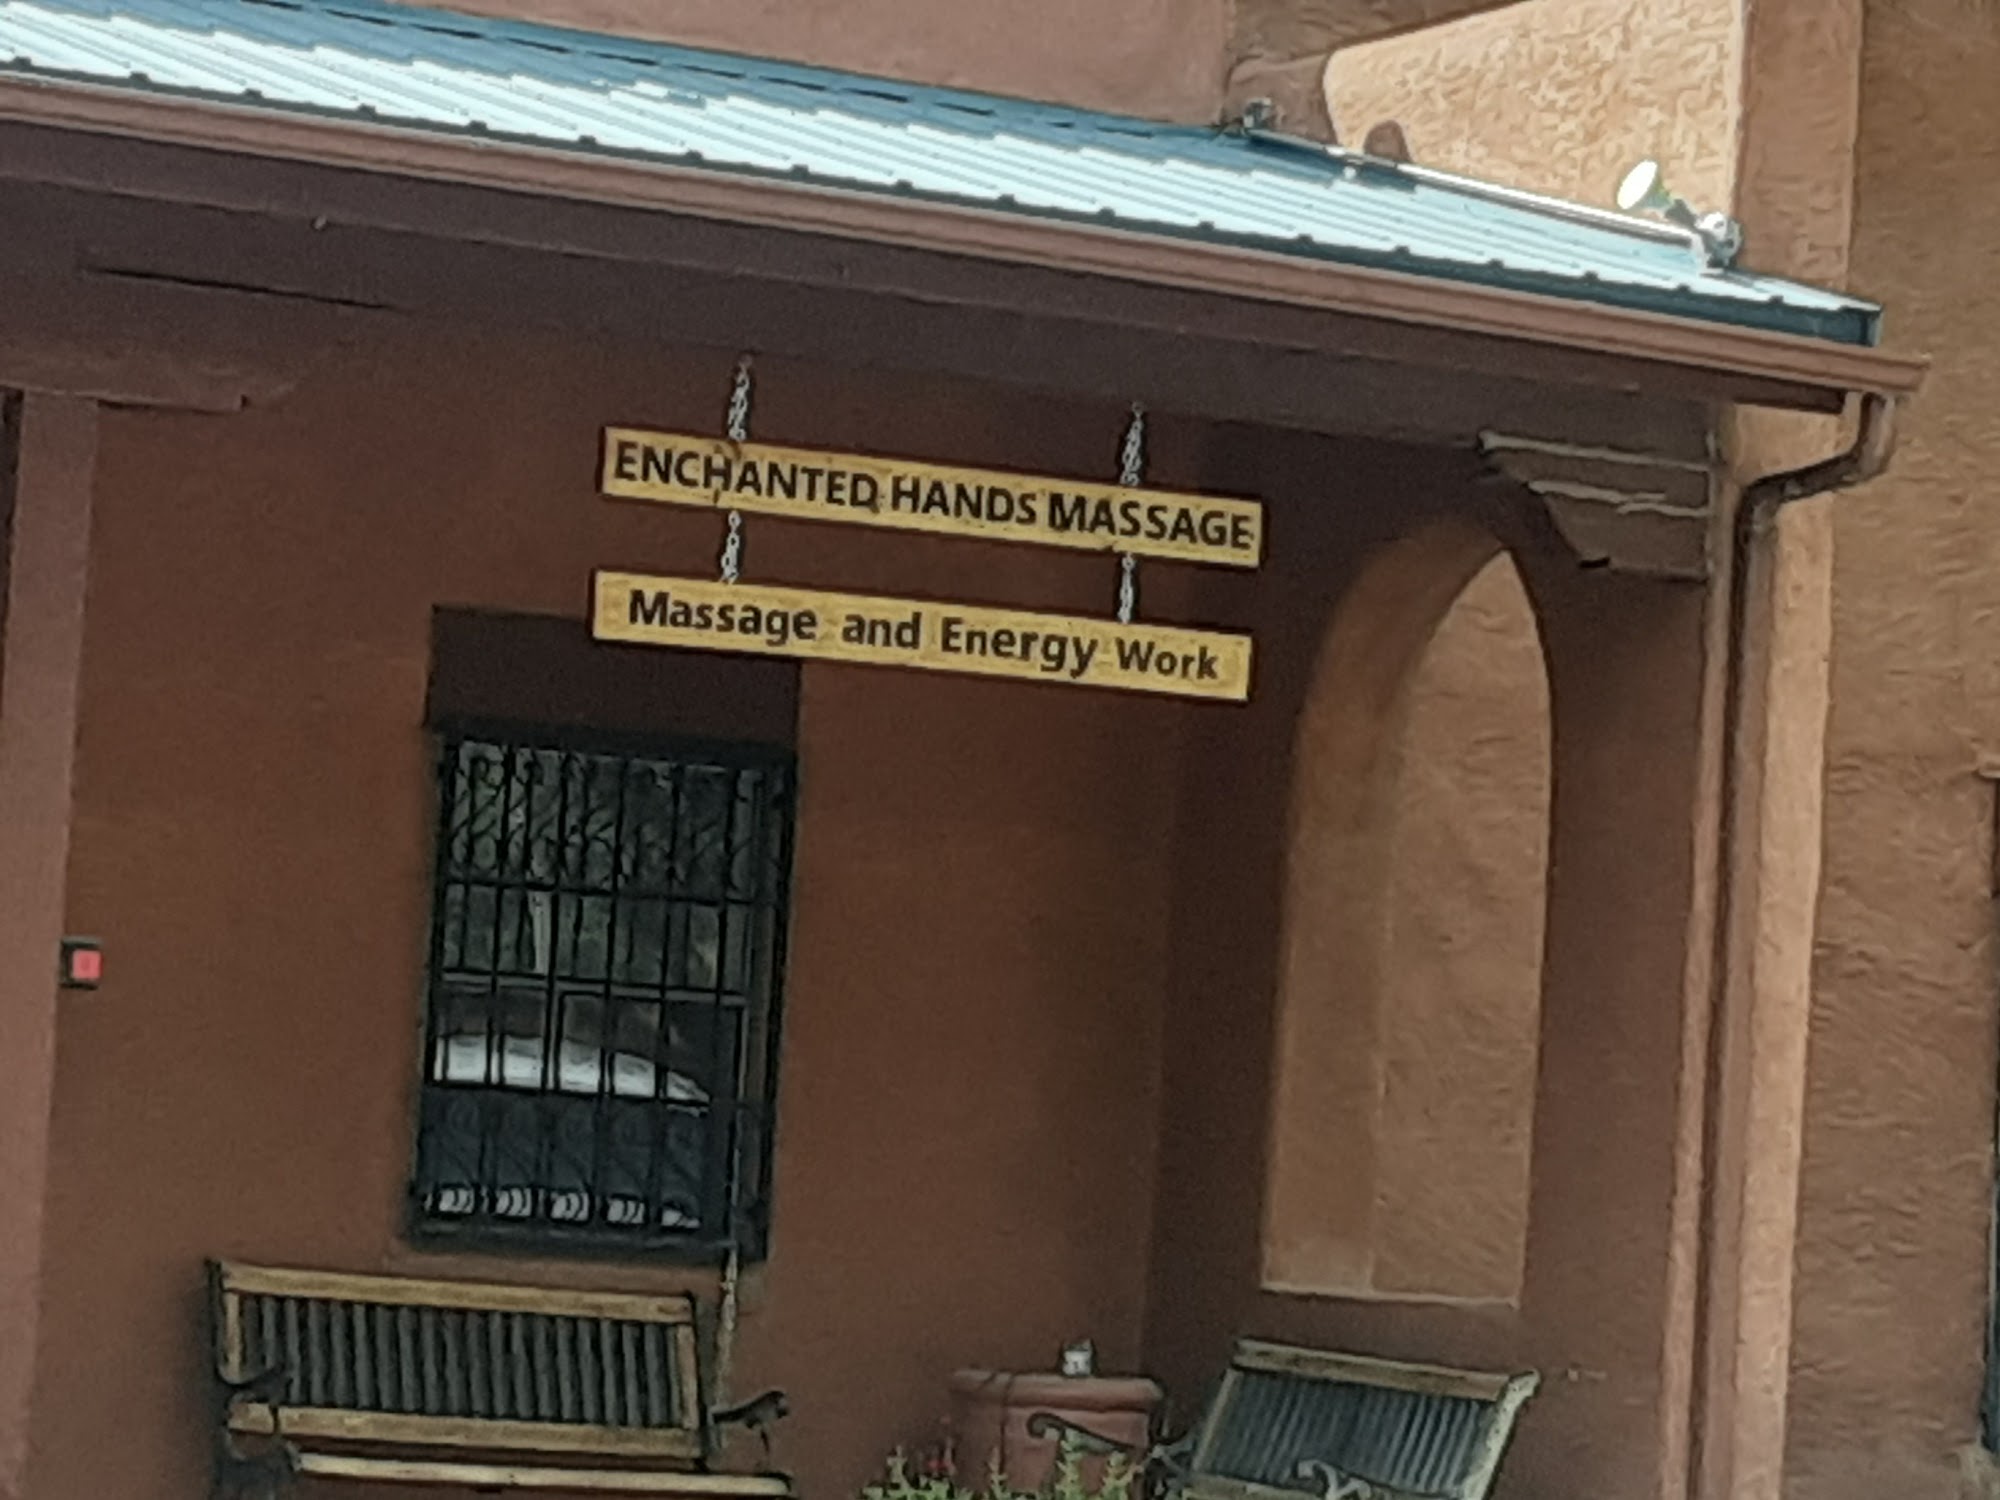 ENCHANTED HANDS MASSAGE
Massage and Energy Work